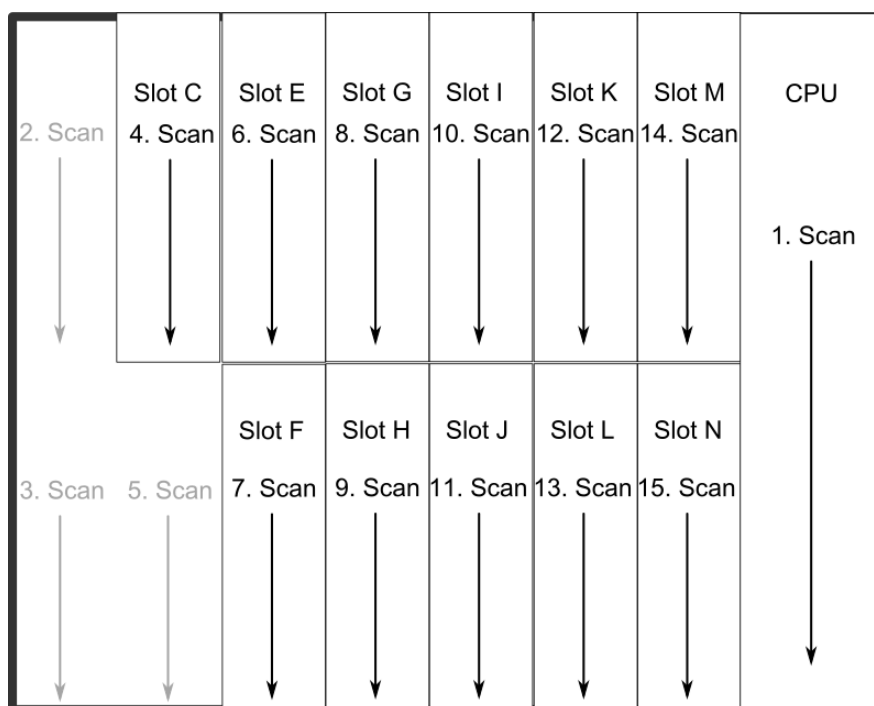 Slot C
Slot E
Slot G
Slot I
Slot K
Slot M
CPU
2. Scan
4. Scan
6. Scan
8. Scan
10. Scan
12. Scan
14. Scan
1. Scan
Slot F
Slot H
Slot J
Slot L
Slot N
3. Scan
5. Scan
7. Scan
9. Scan
11. Scan
13. Scan
15. Scan